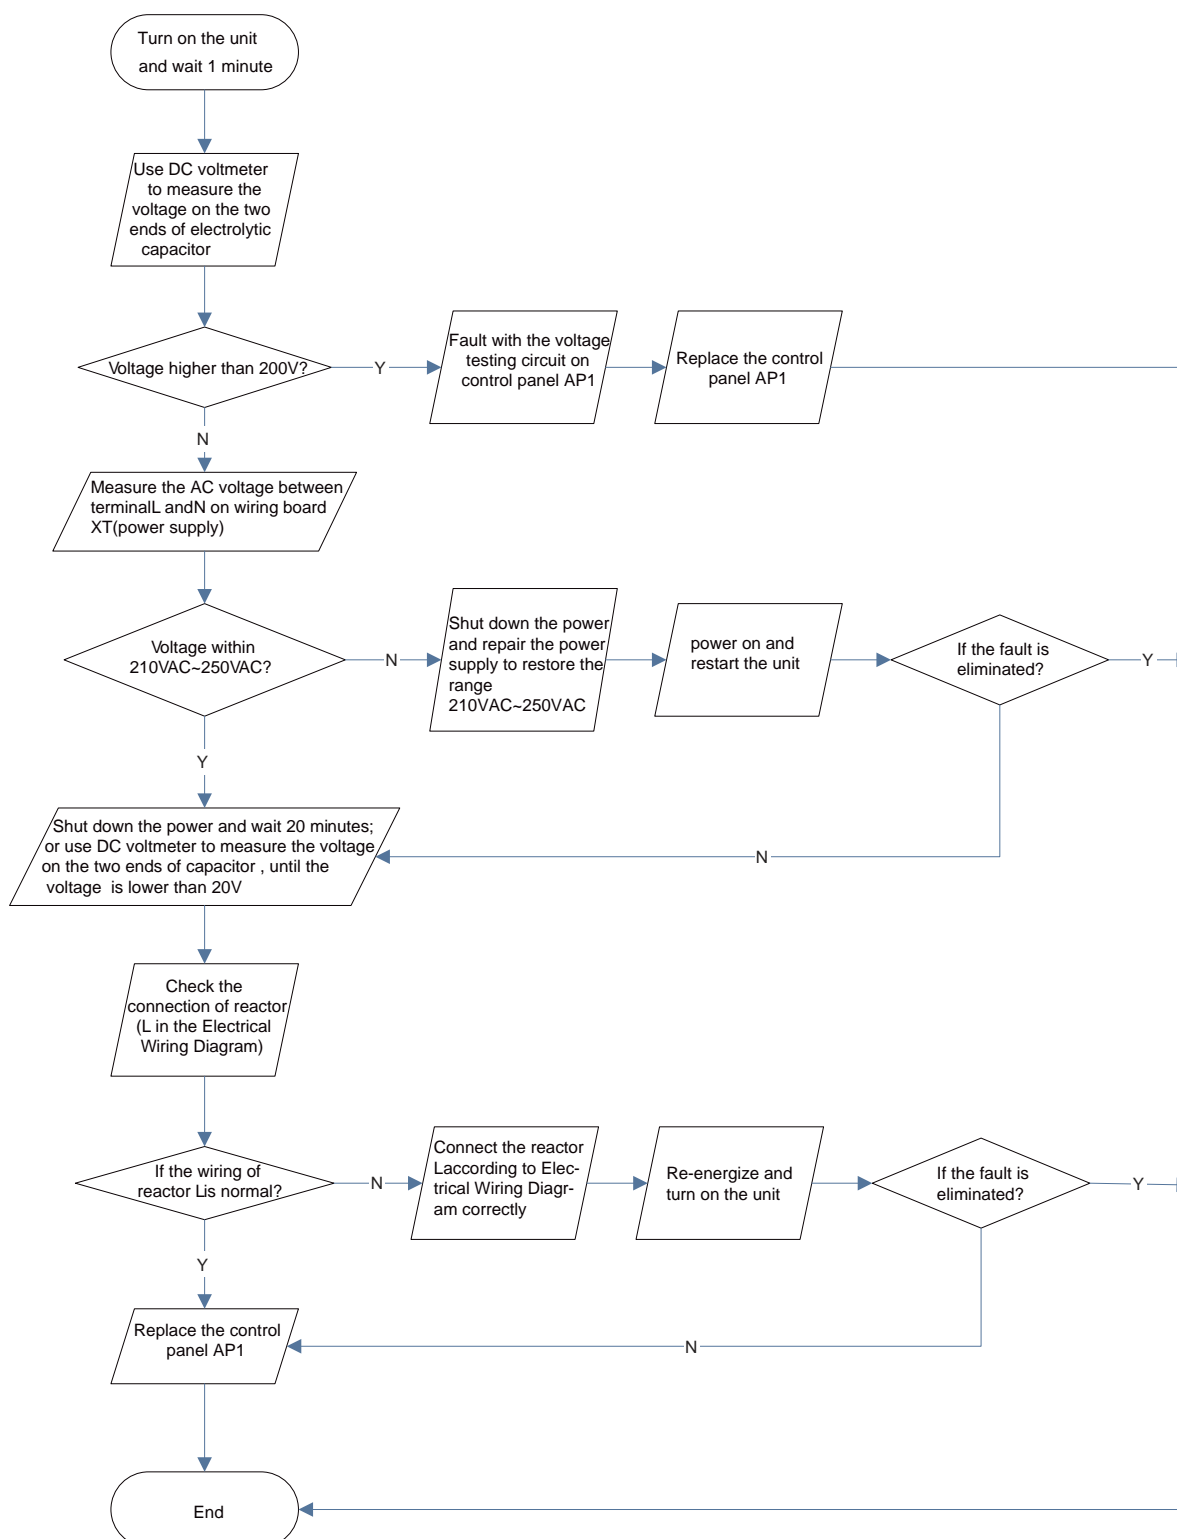 Turn on the unit
and wait 1 minute
Use DC voltmeter
to measure the
voltage on the two
ends of electrolytic
capacitor
Voltage higher than 200V?
Y
Fault with the voltage
testing circuit on
control panel AP1
Replace the control
panel AP1
N
Measure the AC voltage between
terminalL andN on wiring board
XT(power supply)
Voltage within
210VAC~250VAC?
N
Shut down the power
and repair the power
supply to restore the
range
210VAC~250VAC
power on and
restart the unit
If the fault is
eliminated?
Y
Y
N
Shut down the power and wait 20 minutes;
or use DC voltmeter to measure the voltage
on the two ends of capacitor , until the
voltage is lower than 20V
Check the
connection of reactor
(L in the Electrical
Wiring Diagram)
If the wiring of
reactor Lis normal?
N
Connect the reactor
Laccording to Elec-
trical Wiring Diagr-
am correctly
Re-energize and
turn on the unit
If the fault is
eliminated?
Y
Y
N
Replace the control
panel AP1
End